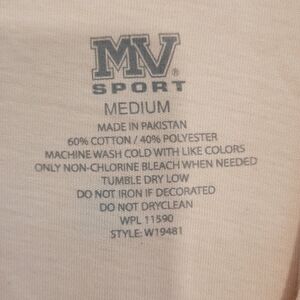 MV®
SPORT
MEDIUM
MADE IN PAKISTAN
60% COTTON / 40% POLYESTER
MACHINE WASH COLD WITH LIKE COLORS
ONLY NON-CHLORINE BLEACH WHEN NEEDED
TUMBLE DRY LOW
DO NOT IRON IF DECORATED
DO NOT DRYCLEAN
WPL 11590
STYLE: W19481